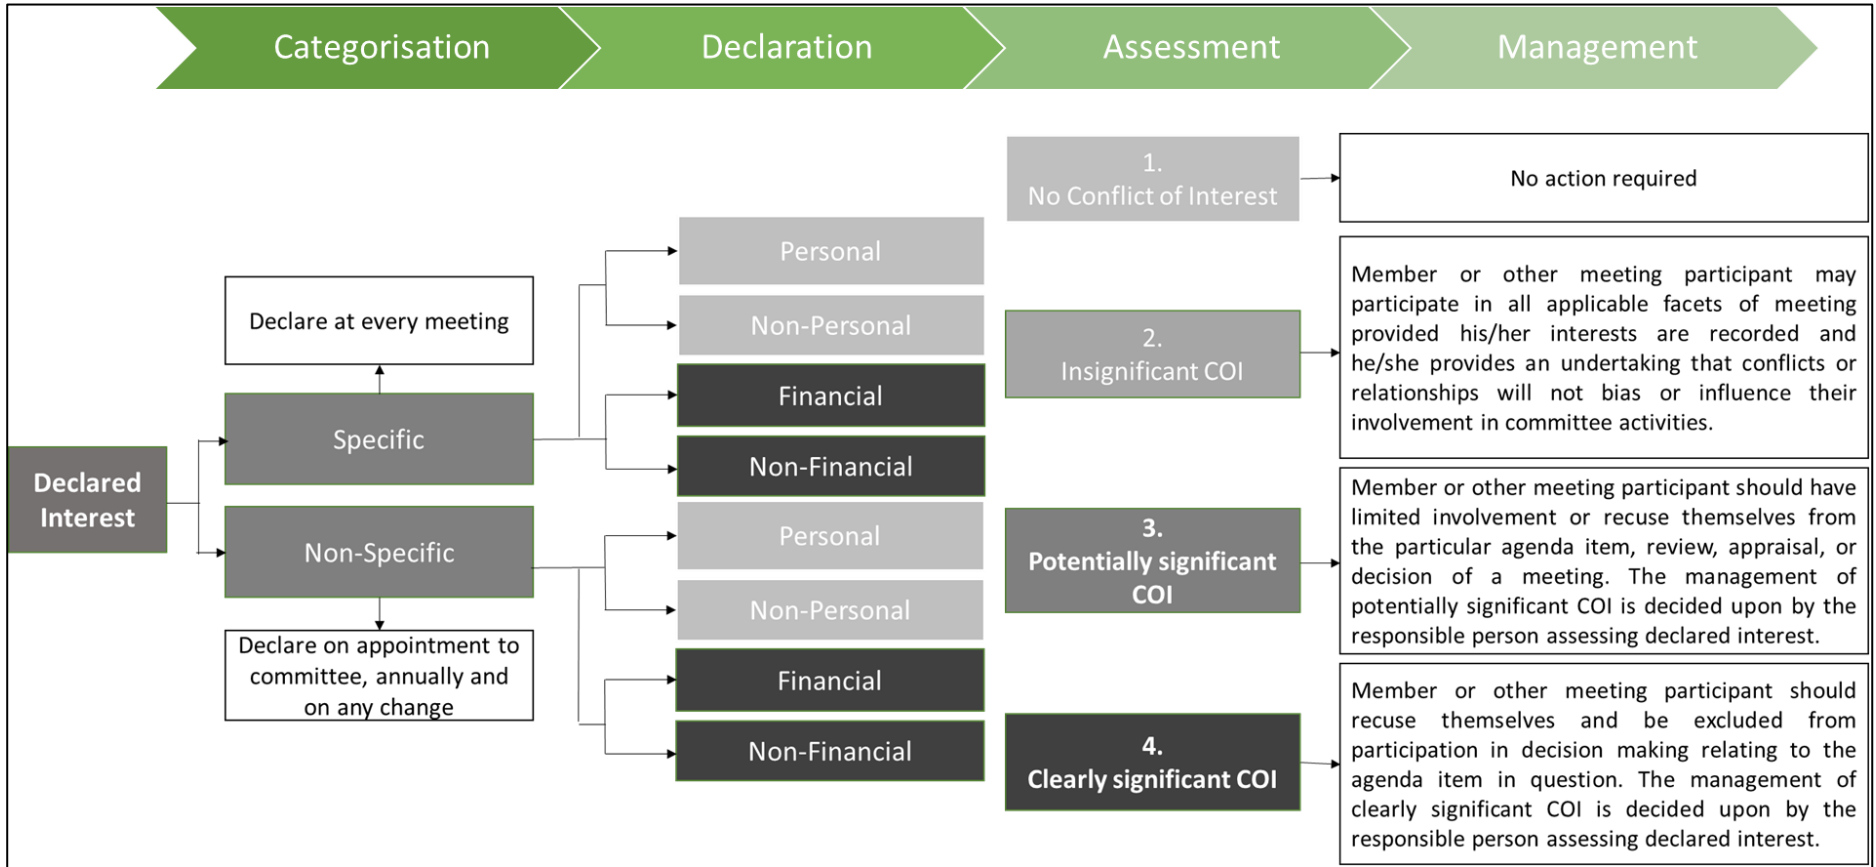 Categorisation
Declaration
Assessment
Management
Declared
Interest
Declare at every meeting
Specific
Non-Specific
Declare on appointment to
committee, annually and
on any change
Personal
Non-Personal
Financial
Non-Financial
Personal
Non-Personal
Financial
Non-Financial
1.
No Conflict of Interest
No action required
2.
Insignificant COI
Member or other meeting participant may
participate in all applicable facets of meeting
provided his/her interests are recorded and
he/she provides an undertaking that conflicts or
relationships will not bias or influence their
involvement in committee activities.
3.
Potentially significant
COI
Member or other meeting participant should have
limited involvement or recuse themselves from
the particular agenda item, review, appraisal, or
decision of a meeting. The management of
potentially significant COI is decided upon by the
responsible person assessing declared interest.
4.
Clearly significant COI
Member or other meeting participant should
recuse themselves and be excluded from
participation in decision making relating to the
agenda item in question. The management of
clearly significant COI is decided upon by the
responsible person assessing declared interest.